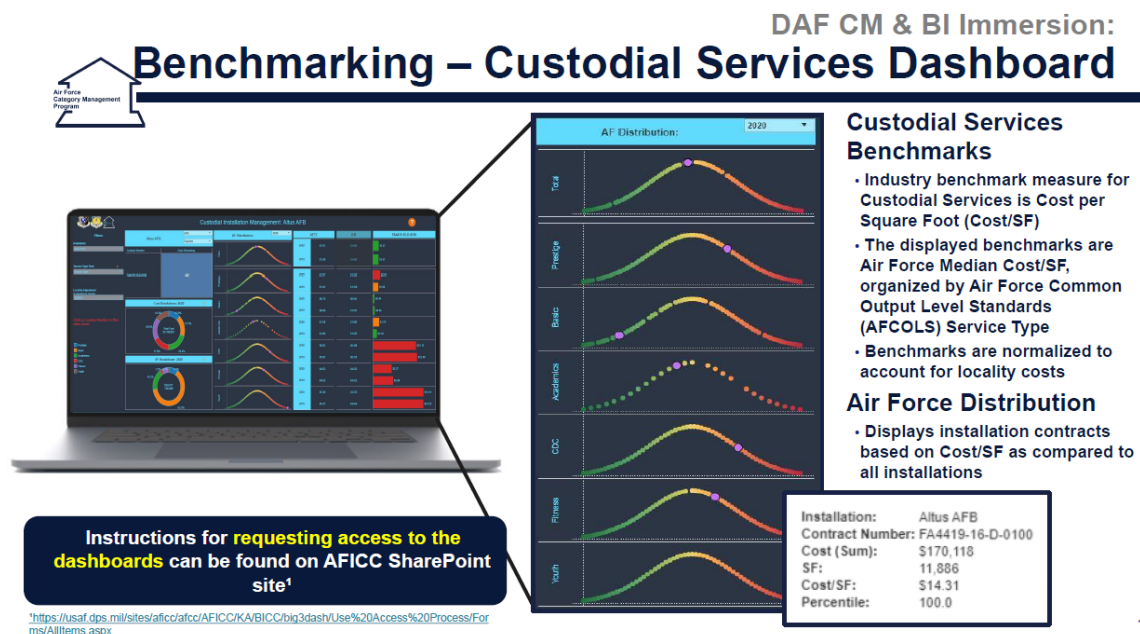 DAF CM & BI Immersion:
Benchmarking – Custodial Services Dashboard
Air Force
Category Management
Program
Custodial Installation Management: Altus AFB
AF Distribution:
2020
Total
Prestige
Basic
Academics
CDC
Fitness
Youth
Custodial Services
Benchmarks
• Industry benchmark measure for
Custodial Services is Cost per
Square Foot (Cost/SF)
• The displayed benchmarks are
Air Force Median Cost/SF,
organized by Air Force Common
Output Level Standards
(AFCOLS) Service Type
• Benchmarks are normalized to
account for locality costs
Air Force Distribution
• Displays installation contracts
based on Cost/SF as compared to
all installations
Installation: Altus AFB
Contract Number: FA4419-16-D-0100
Cost (Sum): $170,118
SF: 11,886
Cost/SF: $14.31
Percentile: 100.0
Instructions for requesting access to the
dashboards can be found on AFICC SharePoint
site¹
¹https://usaf.dps.mil/sites/aficc/afcc/AFICC/KA/BICC/big3dash/Use%20Access%20Process/For
ms/AllItems.aspx